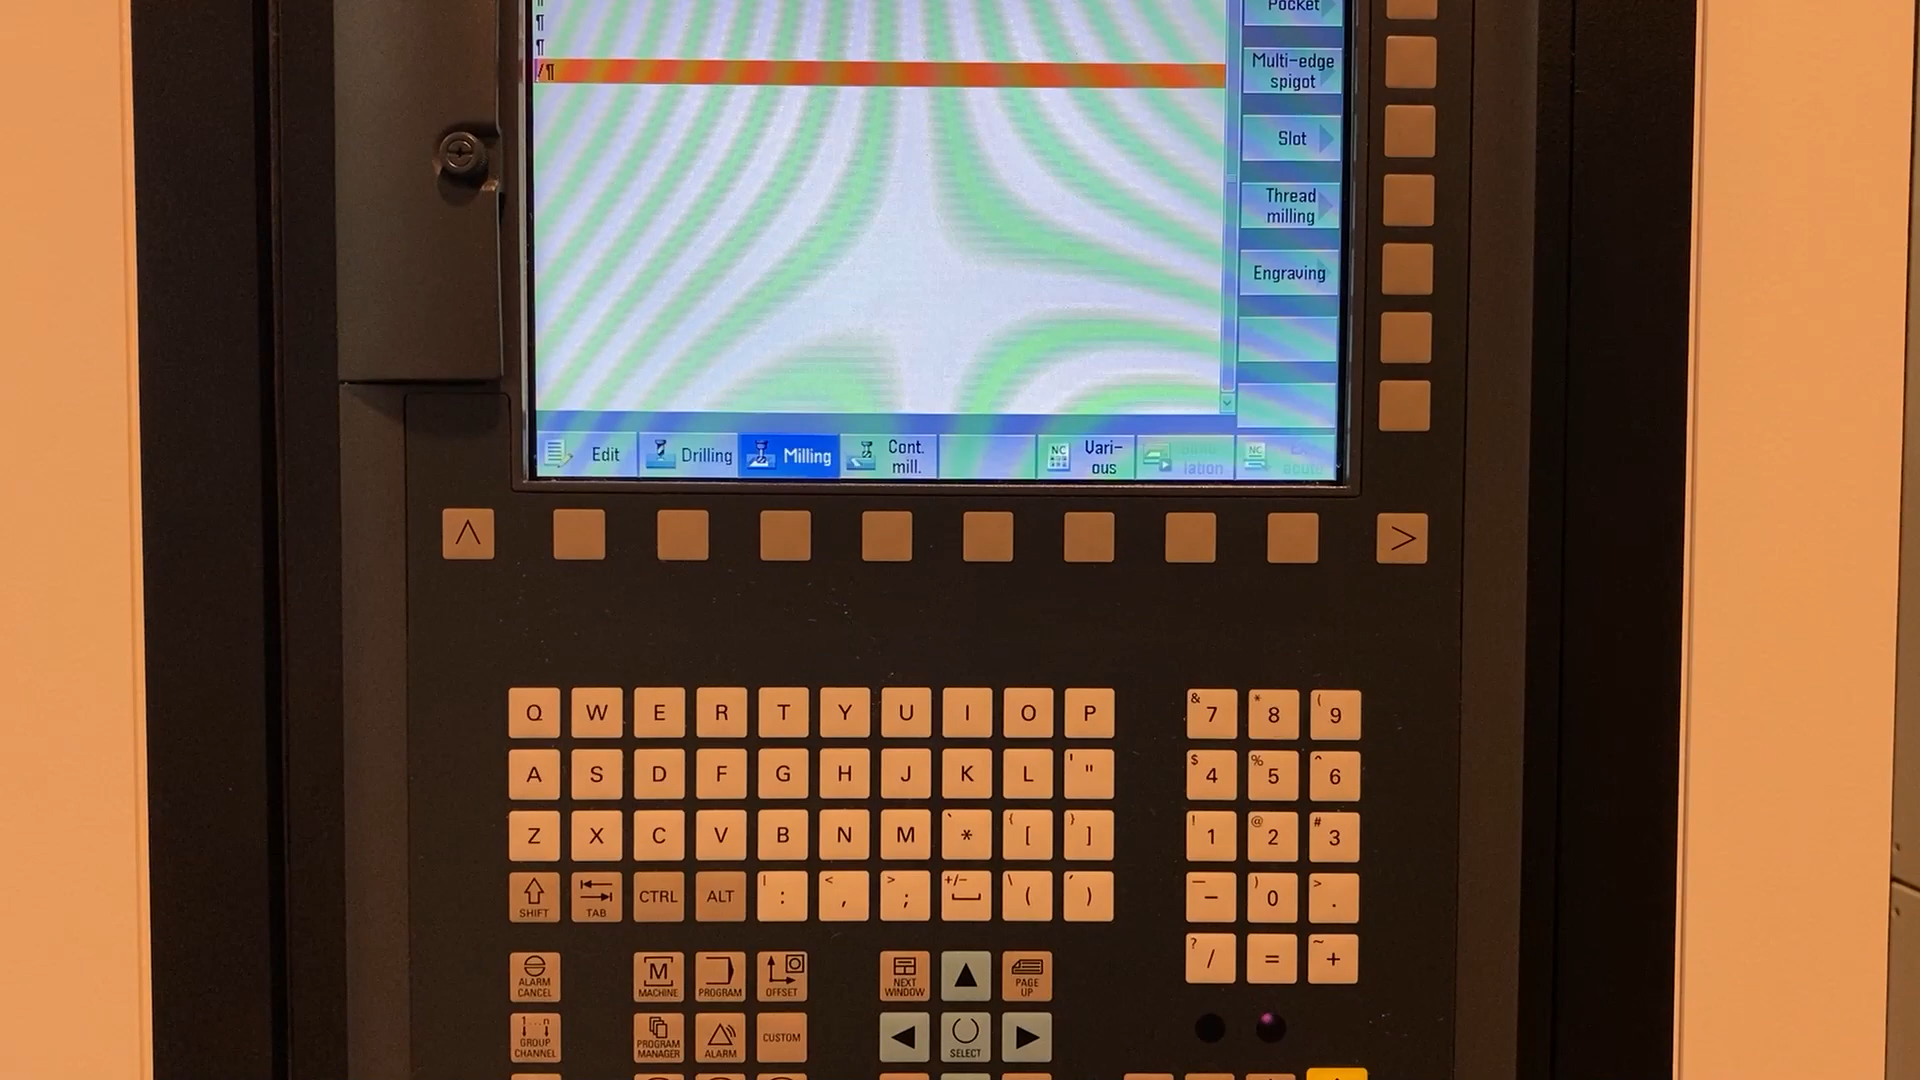 ¶
¶
¶
/¶
Pocket
Multi-edge
spigot
Slot
Thread
milling
Engraving
Edit
Drilling
Milling
Cont.
mill.
NC
Vari-
ous
lation
NC
Q W E R T Y U I O P
A S D F G H J K L ' "
Z X C V B N M ` * { [ } ]
SHIFT TAB CTRL ALT | : < , > ; +/- \ ( ' )
& 7 * 8 ( 9
$ 4 % 5 ^ 6
! 1 @ 2 # 3
_ - ) 0 > .
? / = ~ +
ALARM
CANCEL
M
MACHINE
PROGRAM
OFFSET
NEXT
WINDOW
▲
PAGE
UP
1...n
GROUP
CHANNEL
PROGRAM
MANAGER
ALARM
CUSTOM
◀
SELECT
▶